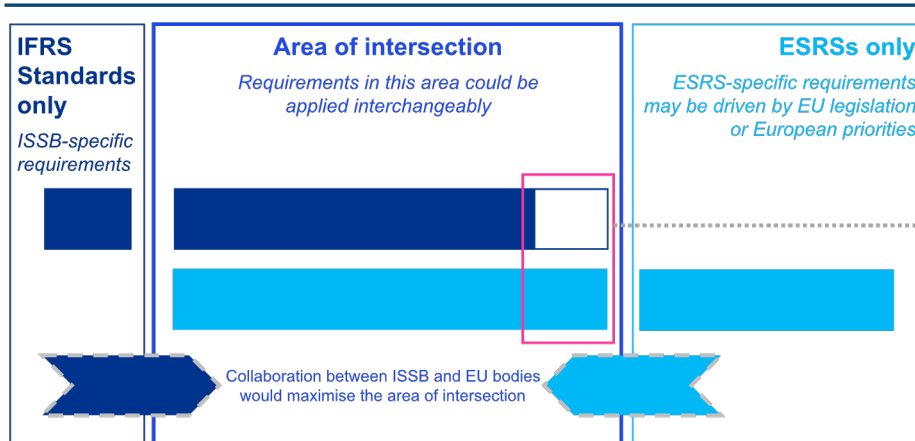 IFRS
Standards
only
ISSB-specific
requirements
Area of intersection
Requirements in this area could be
applied interchangeably
ESRSs only
ESRS-specific requirements
may be driven by EU legislation
or European priorities
Collaboration between ISSB and EU bodies
would maximise the area of intersection